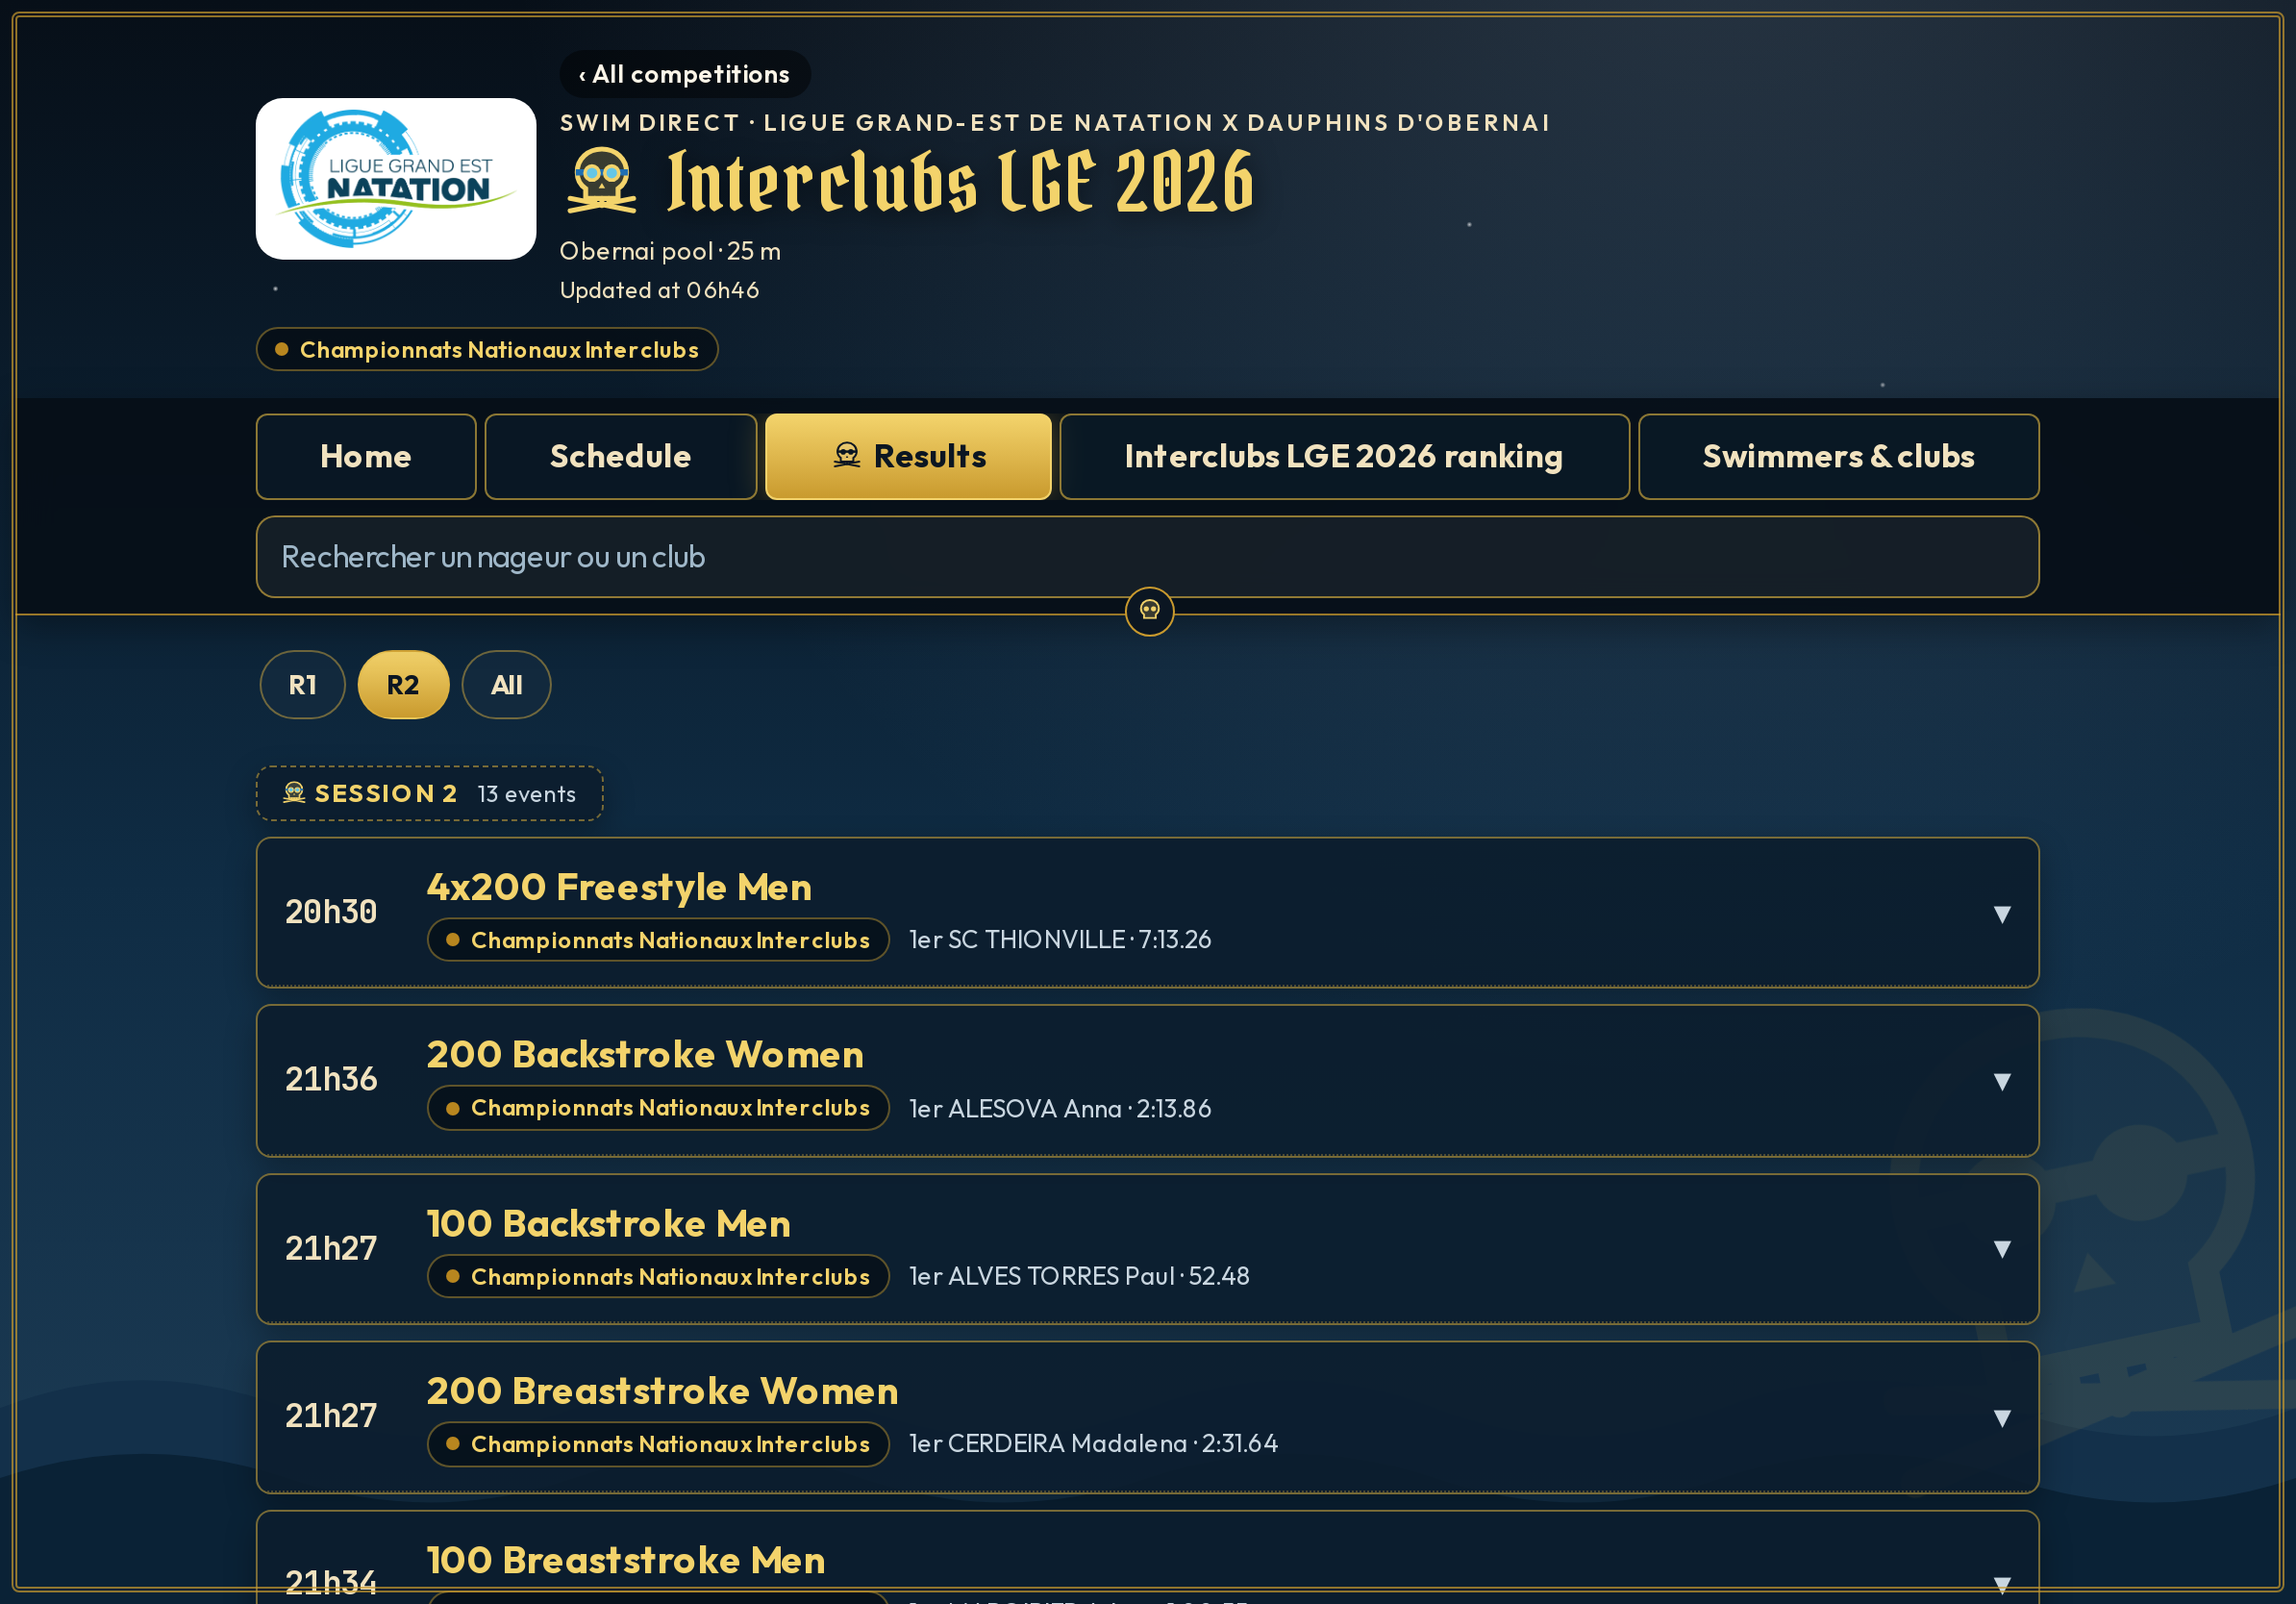 ‹ All competitions
SWIM DIRECT · LIGUE GRAND-EST DE NATATION X DAUPHINS D'OBERNAI
LIGUE GRAND EST
NATATION
Interclubs LGE 2026
Obernai pool · 25 m
Updated at 06h46
Championnats Nationaux Interclubs
Home
Schedule
Results
Interclubs LGE 2026 ranking
Swimmers & clubs
Rechercher un nageur ou un club
R1
R2
All
SESSION 2 13 events
20h30
4x200 Freestyle Men
Championnats Nationaux Interclubs 1er SC THIONVILLE · 7:13.26
▼
21h36
200 Backstroke Women
Championnats Nationaux Interclubs 1er ALESOVA Anna · 2:13.86
▼
21h27
100 Backstroke Men
Championnats Nationaux Interclubs 1er ALVES TORRES Paul · 52.48
▼
21h27
200 Breaststroke Women
Championnats Nationaux Interclubs 1er CERDEIRA Madalena · 2:31.64
▼
21h34
100 Breaststroke Men
▼